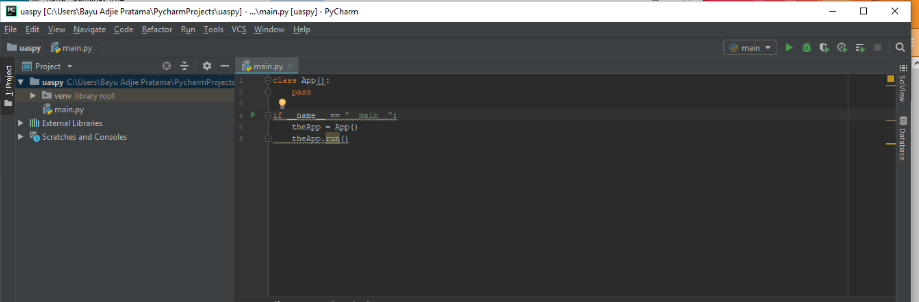 uaspy [C:\Users\Bayu Adjie Pratama\PycharmProjects\uaspy] - ...\main.py [uaspy] - PyCharm
File Edit View Navigate Code Refactor Run Tools VCS Window Help
uaspy main.py main
Project main.py
1: Project
uaspy C:\Users\Bayu Adjie Pratama\PycharmProjects
venv library root
main.py
External Libraries
Scratches and Consoles
1 class App():
2 pass
3
4 if __name__ == "__main__":
5 theApp = App()
6 theApp.run()
SciView
Database